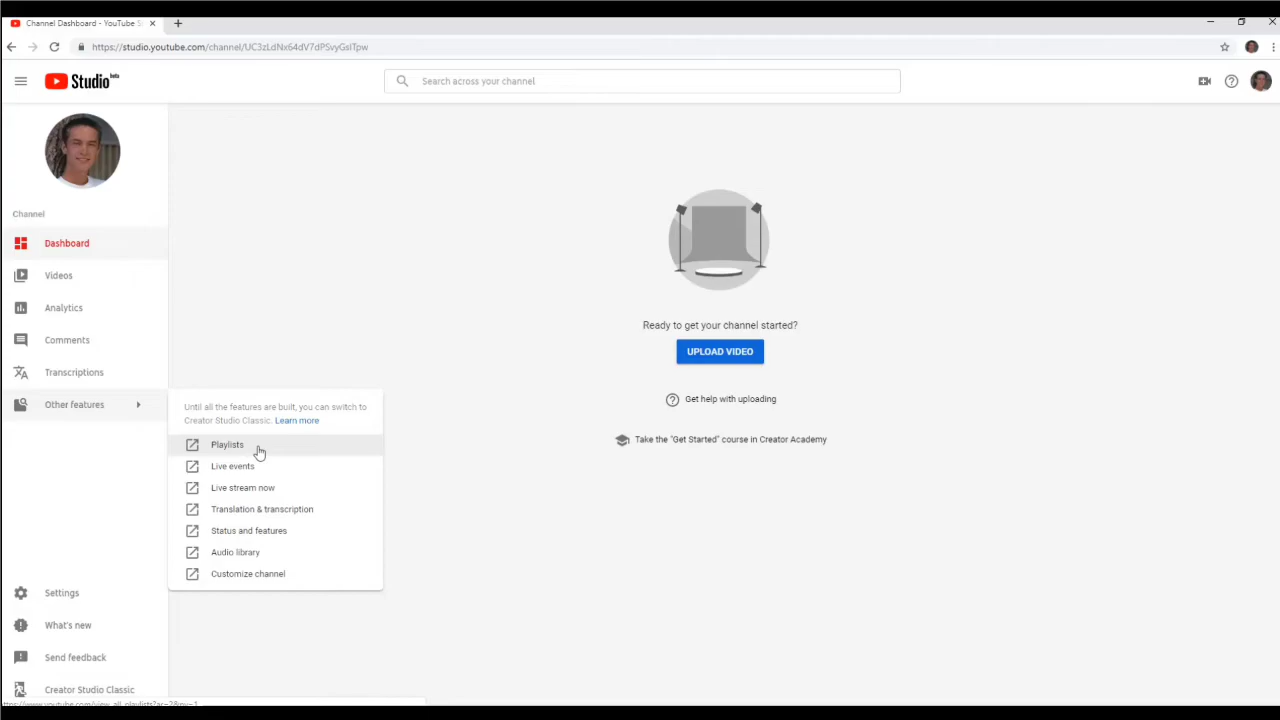 Channel Dashboard - YouTube S
https://studio.youtube.com/channel/UC3zLdNx64dV7dPSvyGsITpw
Studio beta
Search across your channel
Channel
Dashboard
Videos
Analytics
Comments
Transcriptions
Other features
Until all the features are built, you can switch to
Creator Studio Classic. Learn more
Playlists
Live events
Live stream now
Translation & transcription
Status and features
Audio library
Customize channel
Ready to get your channel started?
UPLOAD VIDEO
Get help with uploading
Take the "Get Started" course in Creator Academy
Settings
What's new
Send feedback
Creator Studio Classic